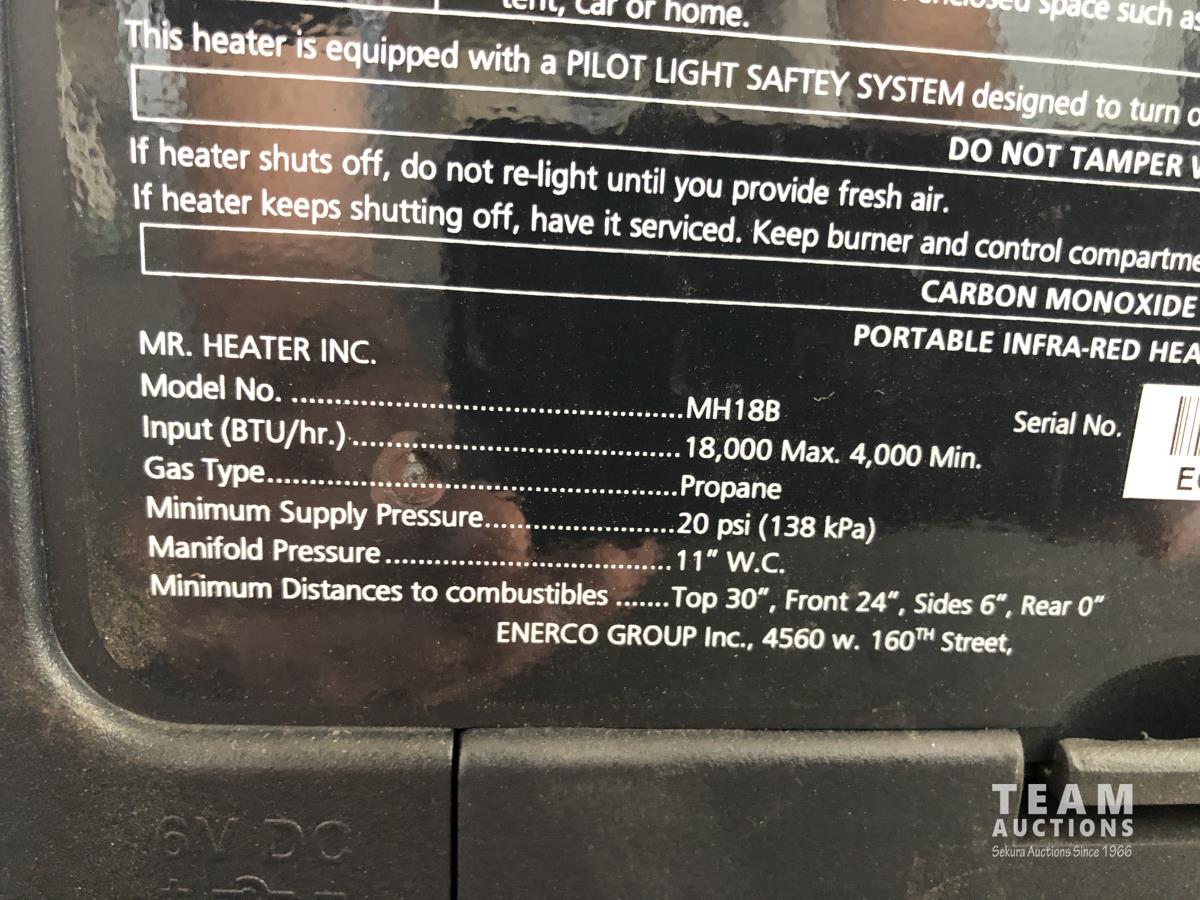 tent, car or home.
enclosed space such as
This heater is equipped with a PILOT LIGHT SAFTEY SYSTEM designed to turn o
DO NOT TAMPER
If heater shuts off, do not re-light until you provide fresh air.
If heater keeps shutting off, have it serviced. Keep burner and control compartme
CARBON MONOXIDE
PORTABLE INFRA-RED HEA
MR. HEATER INC.
Model No. ................................................MH18B
Serial No.
Input (BTU/hr.)........................................18,000 Max. 4,000 Min.
Gas Type..................................................Propane
Minimum Supply Pressure.......................20 psi (138 kPa)
Manifold Pressure...................................11″ W.C.
Minimum Distances to combustibles .......Top 30″, Front 24″, Sides 6″, Rear 0″
ENERCO GROUP Inc., 4560 w. 160TH Street,
6V DC
TEAM
AUCTIONS
Sekura Auctions Since 1966